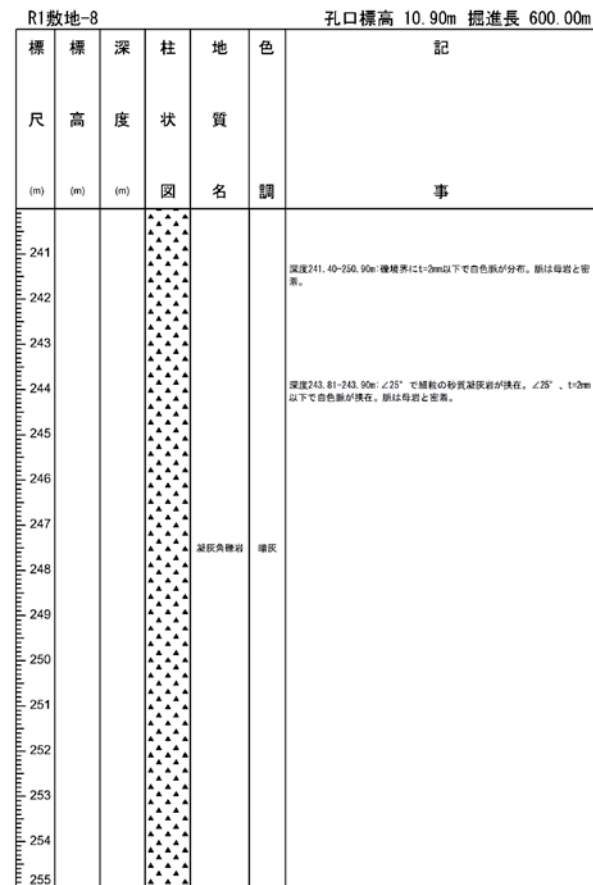 R1敷地-8 孔口標高 10.90m 掘進長 600.00m
標 標 深 柱 地 色 記
尺 高 度 状 質
(m) (m) (m) 図 名 調 事
241
深度241.40-250.90m:礫境界にt=2mm以下で白色脈が分布。脈は母岩と密
着。
242
243
244
深度243.81-243.90m:∠25°で細粒の砂質凝灰岩が挟在。∠25°、t=2mm
以下で白色脈が挟在。脈は母岩と密着。
245
246
247
凝灰角礫岩 暗灰
248
249
250
251
252
253
254
255